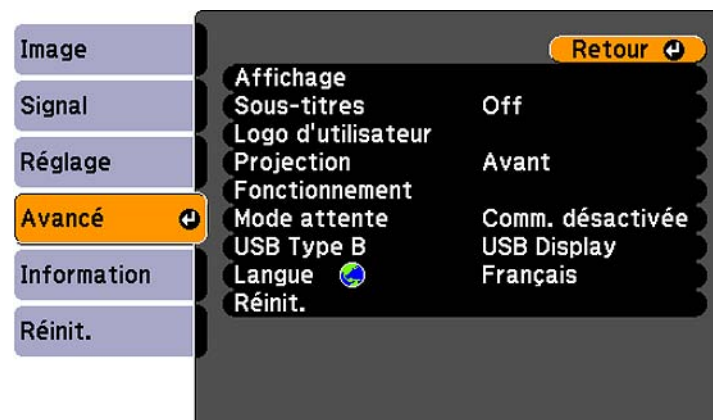 Image
Signal
Réglage
Avancé
Information
Réinit.
Retour
Affichage
Sous-titres Off
Logo d'utilisateur
Projection Avant
Fonctionnement
Mode attente Comm. désactivée
USB Type B USB Display
Langue Français
Réinit.